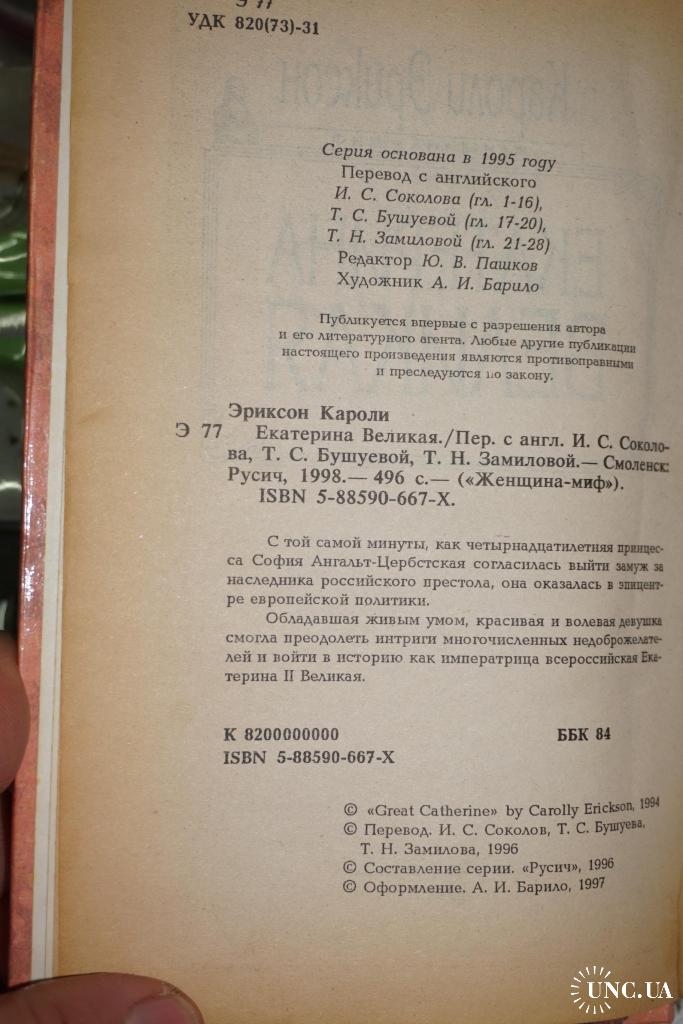 Э 77
УДК 820(73)-31
Серия основана в 1995 году
Перевод с английского
И. С. Соколова (гл. 1-16),
Т. С. Бушуевой (гл. 17-20),
Т. Н. Замиловой (гл. 21-28)
Редактор Ю. В. Пашков
Художник А. И. Барило
Публикуется впервые с разрешения автора
и его литературного агента. Любые другие публикации
настоящего произведения являются противоправными
и преследуются по закону.
Эриксон Кароли
Э 77 Екатерина Великая./Пер. с англ. И. С. Соколо-
ва, Т. С. Бушуевой, Т. Н. Замиловой.— Смоленск:
Русич, 1998.— 496 с.— («Женщина-миф»).
ISBN 5-88590-667-X.
С той самой минуты, как четырнадцатилетняя принцес-
са София Ангальт-Цербстская согласилась выйти замуж за
наследника российского престола, она оказалась в эпицент-
ре европейской политики.
Обладавшая живым умом, красивая и волевая девушка
смогла преодолеть интриги многочисленных недоброжелате-
лей и войти в историю как императрица всероссийская Ека-
терина II Великая.
К 8200000000 ББК 84
ISBN 5-88590-667-X
© «Great Catherine» by Carolly Erickson, 1994
© Перевод. И. С. Соколов, Т. С. Бушуева,
Т. Н. Замилова, 1996
© Составление серии. «Русич», 1996
© Оформление. А. И. Барило, 1997
UNC.UA